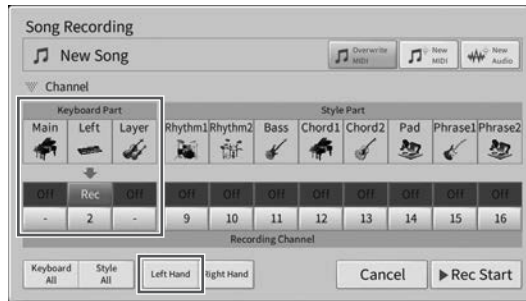 Song Recording
New Song
Overwrite MIDI
New MIDI
New Audio
Channel
Keyboard Part
Style Part
Main Left Layer Rhythm1 Rhythm2 Bass Chord1 Chord2 Pad Phrase1 Phrase2
Off Rec Off Off Off Off Off Off Off Off Off
- 2 - 9 10 11 12 13 14 15 16
Recording Channel
Keyboard All
Style All
Left Hand
Right Hand
Cancel
Rec Start